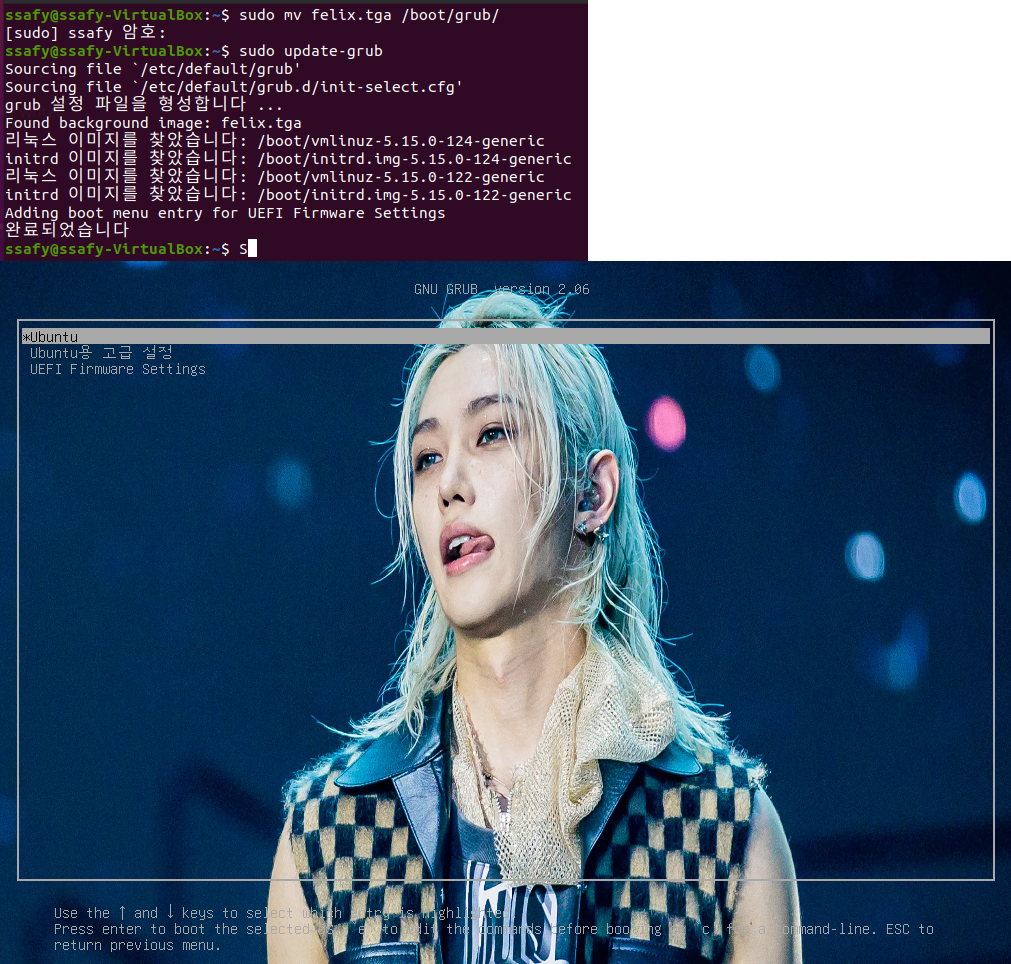 ssafy@ssafy-VirtualBox:~$ sudo mv felix.tga /boot/grub/
[sudo] ssafy 암호:
ssafy@ssafy-VirtualBox:~$ sudo update-grub
Sourcing file `/etc/default/grub'
Sourcing file `/etc/default/grub.d/init-select.cfg'
grub 설정 파일을 형성합니다 ...
Found background image: felix.tga
리눅스 이미지를 찾았습니다: /boot/vmlinuz-5.15.0-124-generic
initrd 이미지를 찾았습니다: /boot/initrd.img-5.15.0-124-generic
리눅스 이미지를 찾았습니다: /boot/vmlinuz-5.15.0-122-generic
initrd 이미지를 찾았습니다: /boot/initrd.img-5.15.0-122-generic
Adding boot menu entry for UEFI Firmware Settings
완료되었습니다
ssafy@ssafy-VirtualBox:~$ S
GNU GRUB version 2.06
*Ubuntu
Ubuntu용 고급 설정
UEFI Firmware Settings
Use the ↑ and ↓ keys to select which entry is highlighted.
Press enter to boot the selected to edit the commands before booting for a command-line. ESC to
return previous menu.